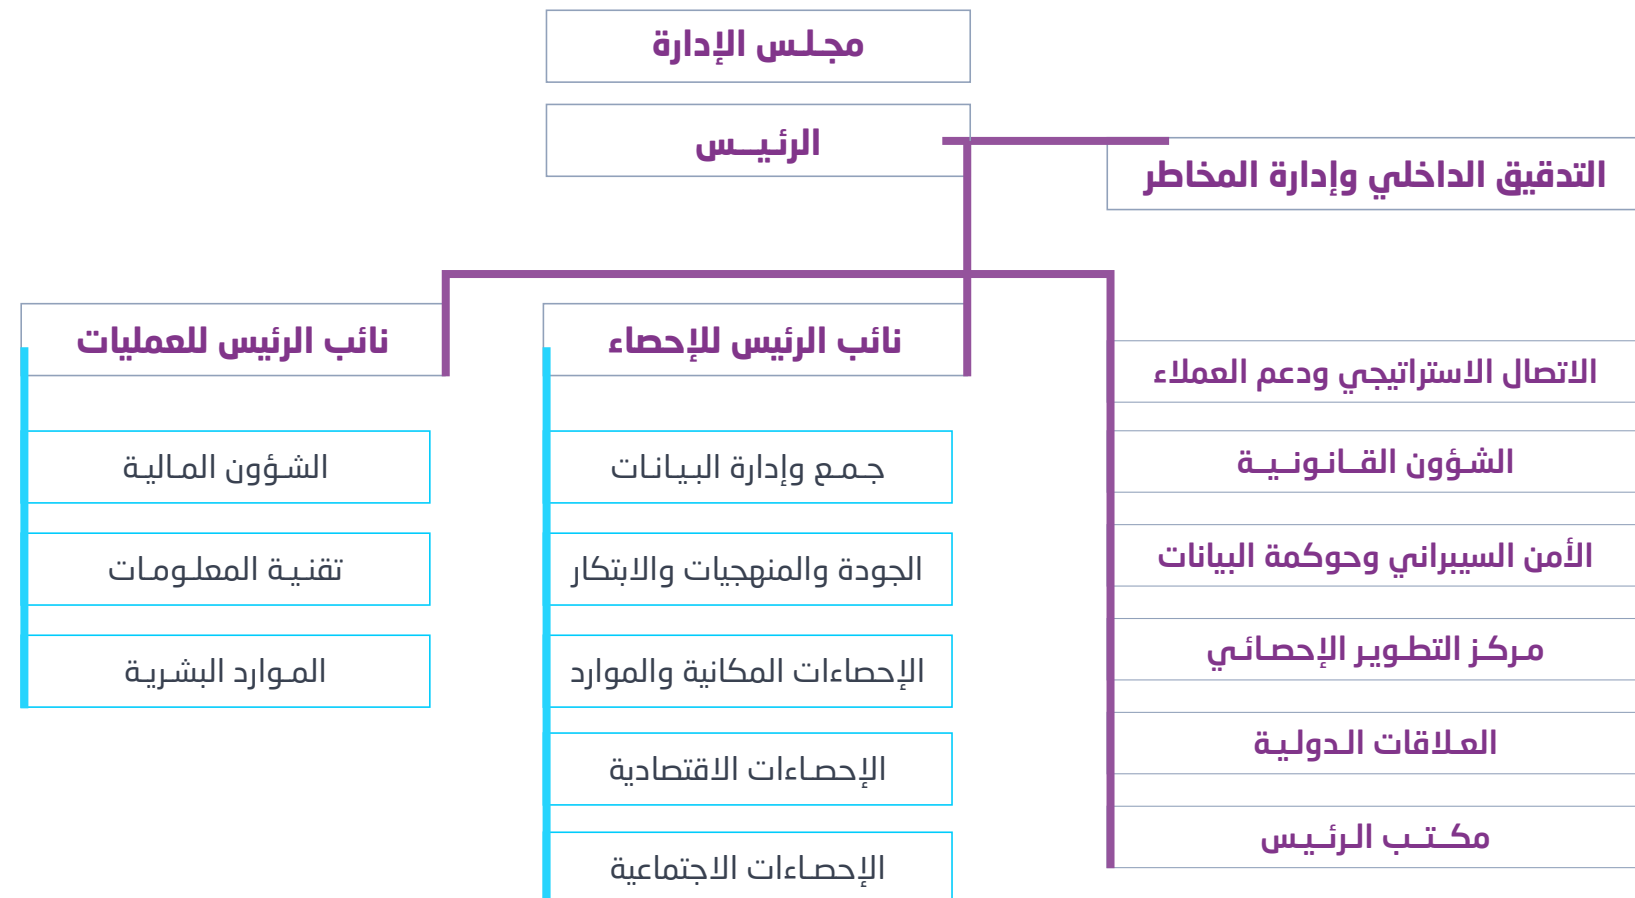 مجلس الإدارة
الرئيس
التدقيق الداخلي وإدارة المخاطر
الاتصال الاستراتيجي ودعم العملاء
الشؤون القانونية
الأمن السيبراني وحوكمة البيانات
مركز التطوير الإحصائي
العلاقات الدولية
مكتب الرئيس
نائب الرئيس للإحصاء
جمع وإدارة البيانات
الجودة والمنهجيات والابتكار
الإحصاءات المكانية والموارد
الإحصاءات الاقتصادية
الإحصاءات الاجتماعية
نائب الرئيس للعمليات
الشؤون المالية
تقنية المعلومات
الموارد البشرية